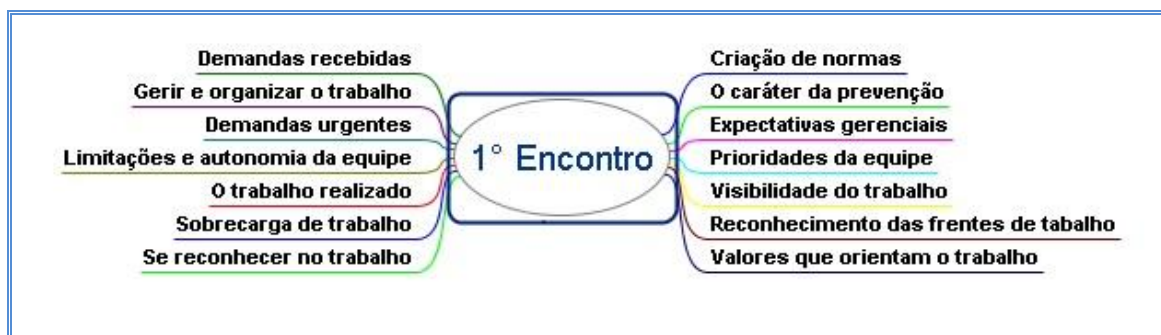 Demandas recebidas
Gerir e organizar o trabalho
Demandas urgentes
Limitações e autonomia da equipe
O trabalho realizado
Sobrecarga de trabalho
Se reconhecer no trabalho
1° Encontro
Criação de normas
O caráter da prevenção
Expectativas gerenciais
Prioridades da equipe
Visibilidade do trabalho
Reconhecimento das frentes de tabalho
Valores que orientam o trabalho